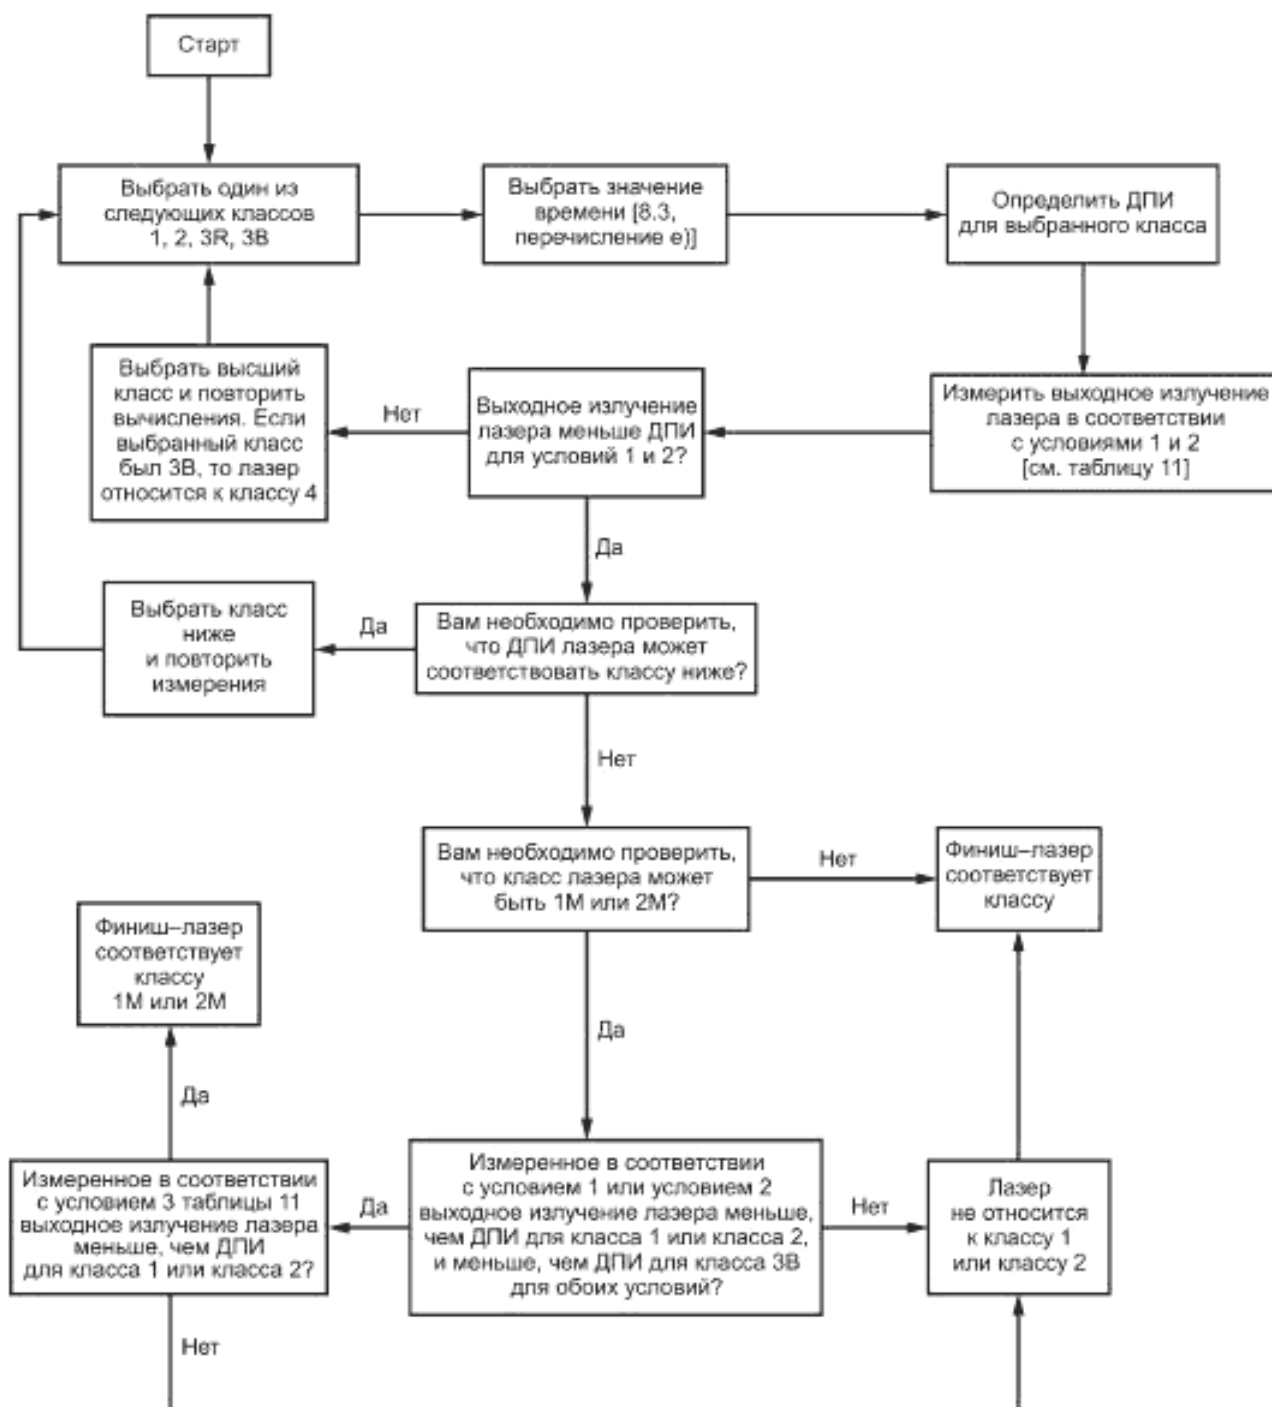 Старт
Выбрать один из
следующих классов
1, 2, 3R, 3B
Выбрать значение
времени [8.3,
перечисление е)]
Определить ДПИ
для выбранного класса
Выбрать высший
класс и повторить
вычисления. Если
выбранный класс
был 3В, то лазер
относится к классу 4
Нет
Выходное излучение
лазера меньше ДПИ
для условий 1 и 2?
Измерить выходное излучение
лазера в соответствии
с условиями 1 и 2
[см. таблицу 11]
Да
Выбрать класс
ниже
и повторить
измерения
Да
Вам необходимо проверить,
что ДПИ лазера может
соответствовать классу ниже?
Нет
Вам необходимо проверить,
что класс лазера может
быть 1М или 2М?
Нет
Финиш–лазер
соответствует
классу
Финиш–лазер
соответствует
классу
1М или 2М
Да
Да
Измеренное в соответствии
с условием 3 таблицы 11
выходное излучение лазера
меньше, чем ДПИ
для класса 1 или класса 2?
Да
Измеренное в соответствии
с условием 1 или условием 2
выходное излучение лазера меньше,
чем ДПИ для класса 1 или класса 2,
и меньше, чем ДПИ для класса 3В
для обоих условий?
Нет
Лазер
не относится
к классу 1
или классу 2
Нет